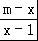 m − x
x − 1